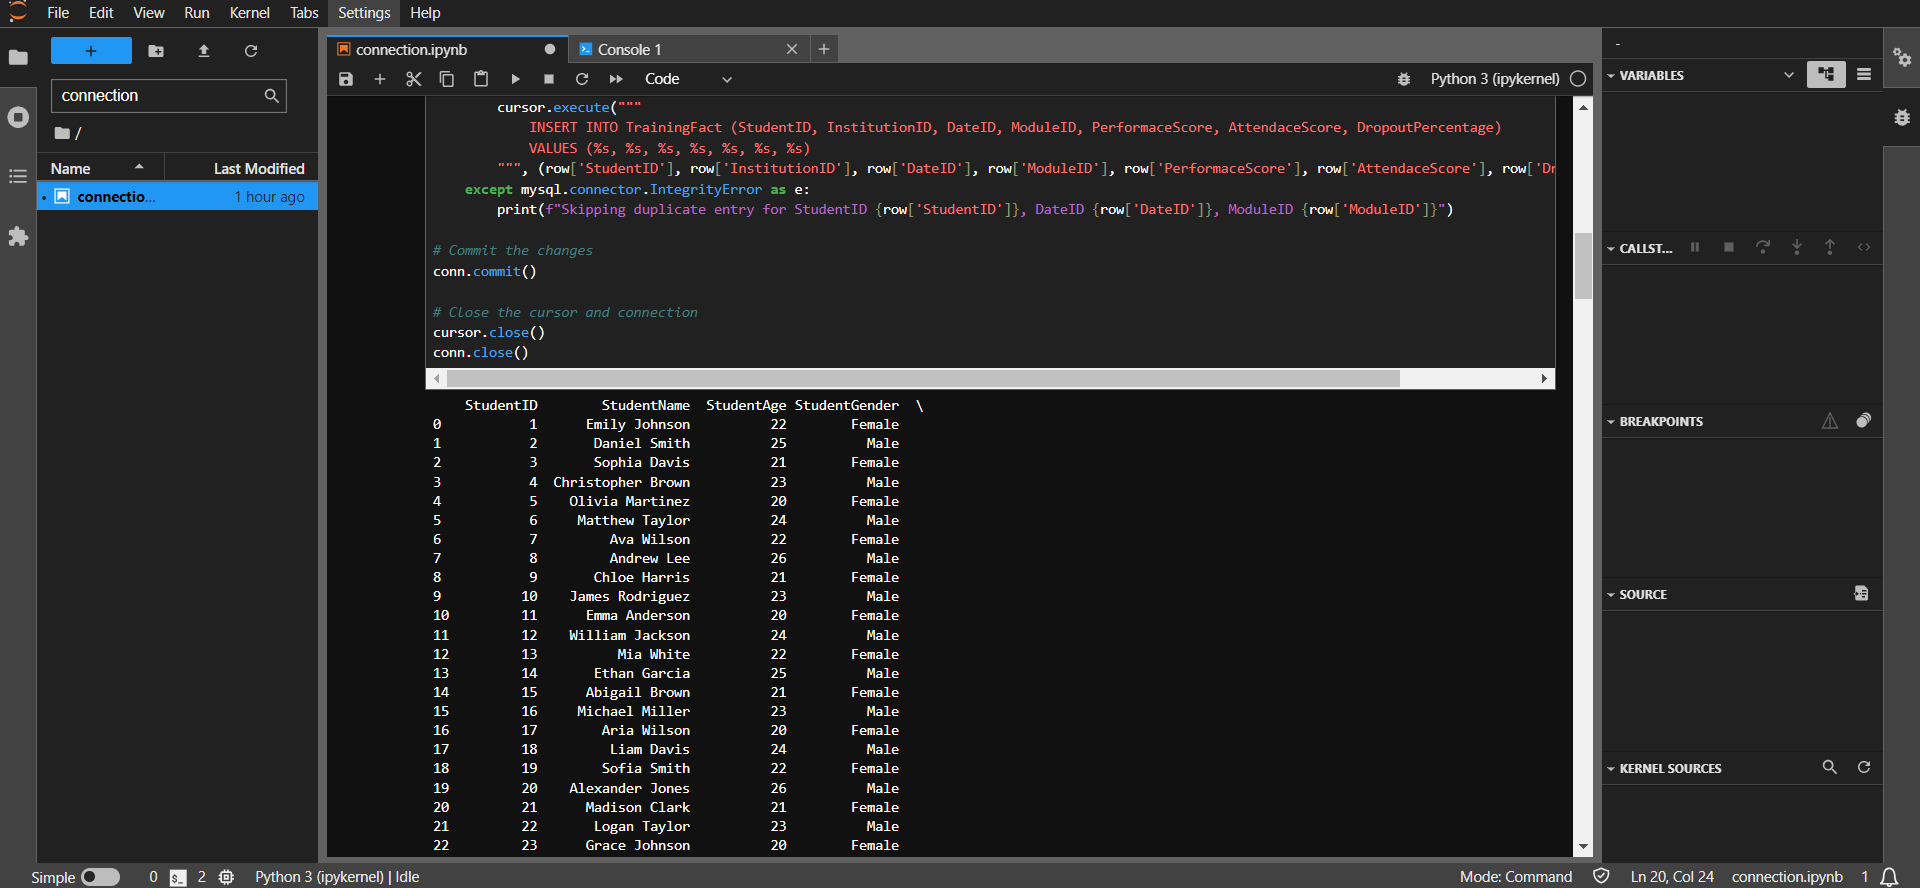 File Edit View Run Kernel Tabs Settings Help
connection
/
Name Last Modified
connectio... 1 hour ago
connection.ipynb Console 1
Code Python 3 (ipykernel)
cursor.execute("""
INSERT INTO TrainingFact (StudentID, InstitutionID, DateID, ModuleID, PerformaceScore, AttendaceScore, DropoutPercentage)
VALUES (%s, %s, %s, %s, %s, %s, %s)
""", (row['StudentID'], row['InstitutionID'], row['DateID'], row['ModuleID'], row['PerformaceScore'], row['AttendaceScore'], row['Dr
except mysql.connector.IntegrityError as e:
print(f"Skipping duplicate entry for StudentID {row['StudentID']}, DateID {row['DateID']}, ModuleID {row['ModuleID']}")
# Commit the changes
conn.commit()
# Close the cursor and connection
cursor.close()
conn.close()
StudentID StudentName StudentAge StudentGender \
0 1 Emily Johnson 22 Female
1 2 Daniel Smith 25 Male
2 3 Sophia Davis 21 Female
3 4 Christopher Brown 23 Male
4 5 Olivia Martinez 20 Female
5 6 Matthew Taylor 24 Male
6 7 Ava Wilson 22 Female
7 8 Andrew Lee 26 Male
8 9 Chloe Harris 21 Female
9 10 James Rodriguez 23 Male
10 11 Emma Anderson 20 Female
11 12 William Jackson 24 Male
12 13 Mia White 22 Female
13 14 Ethan Garcia 25 Male
14 15 Abigail Brown 21 Female
15 16 Michael Miller 23 Male
16 17 Aria Wilson 20 Female
17 18 Liam Davis 24 Male
18 19 Sofia Smith 22 Female
19 20 Alexander Jones 26 Male
20 21 Madison Clark 21 Female
21 22 Logan Taylor 23 Male
22 23 Grace Johnson 20 Female
-
VARIABLES
CALLST...
BREAKPOINTS
SOURCE
KERNEL SOURCES
Simple 0 2 Python 3 (ipykernel) | Idle Mode: Command Ln 20, Col 24 connection.ipynb 1